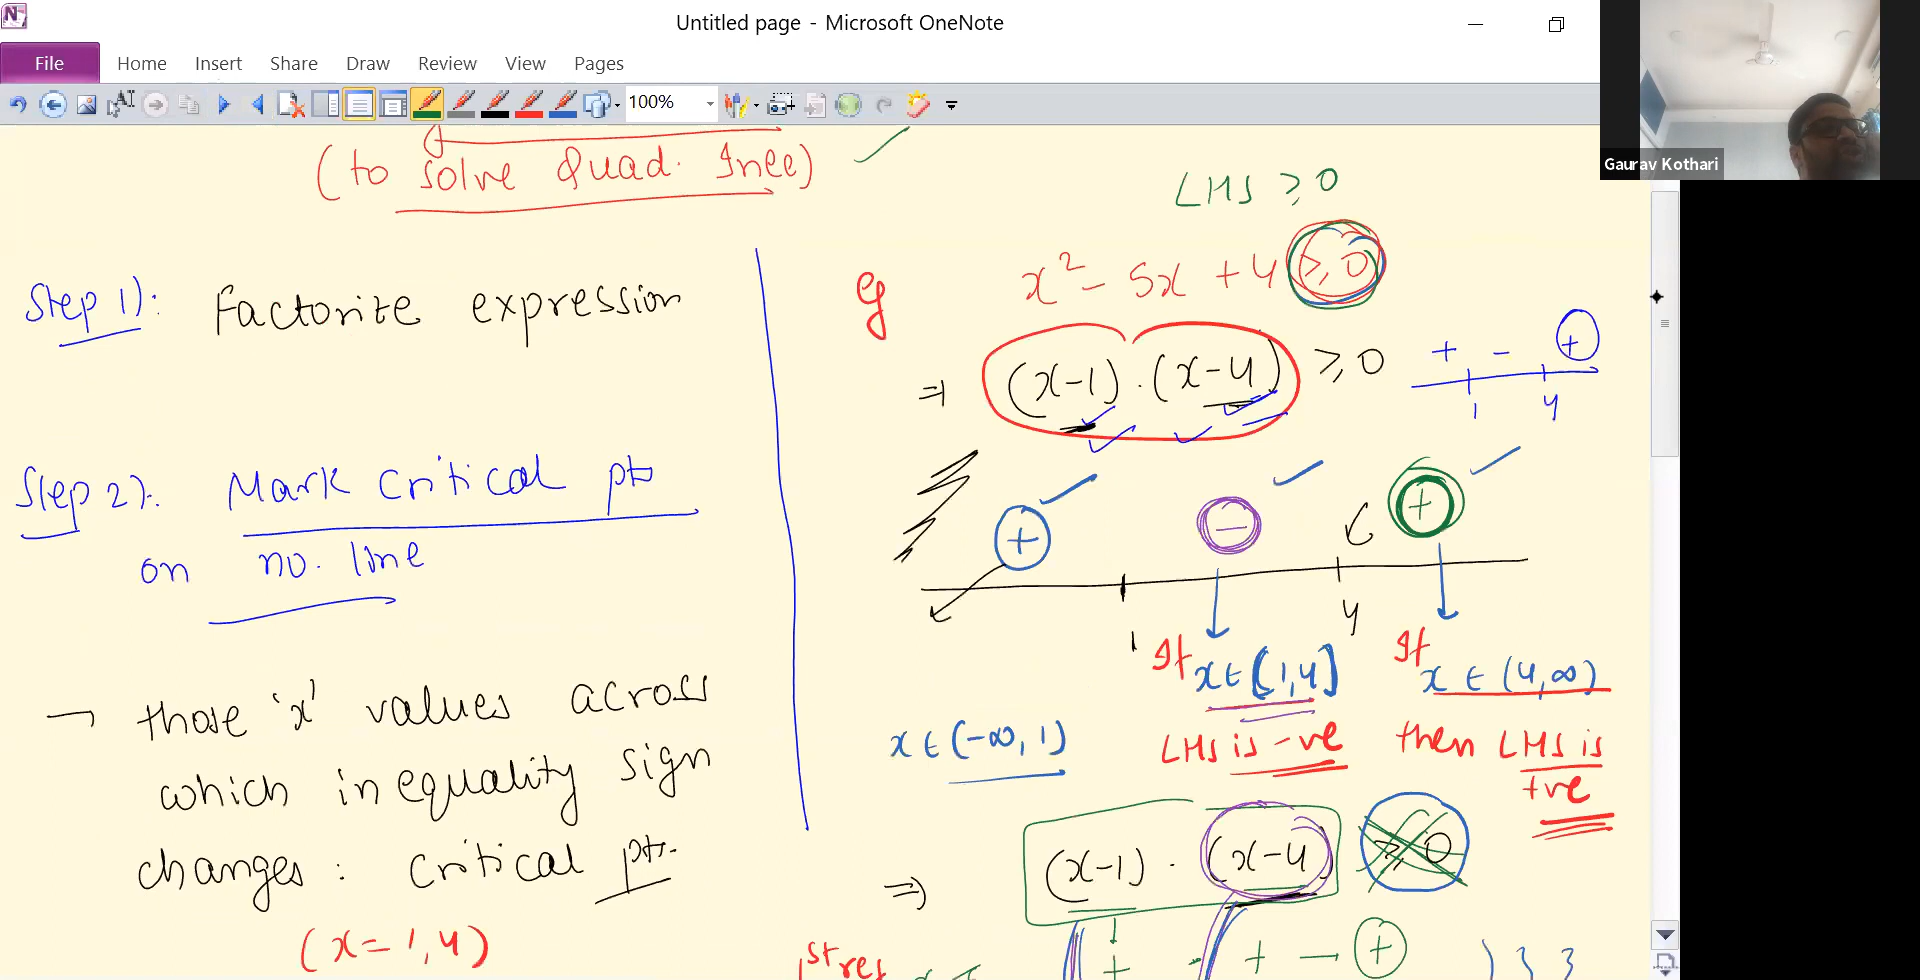 Untitled page - Microsoft OneNote
File Home Insert Share Draw Review View Pages
100%
Gaurav Kothari
(to solve Quad. Inee)
Step 1): Factorize expression
Step 2): Mark critical pts
on no. line
→ those 'x' values across
which inequality sign
changes : critical pts.
(x = 1, 4)
LHS ≥ 0
eg x² - 5x + 4 ≥ 0
⇒ (x-1) · (x-4) ≥ 0
+ - +
1 4
+ - +
1 4
If x ∈ (1,4]
If x ∈ (4,∞)
x ∈ (-∞, 1)
LHS is -ve
then LHS is
+ve
⇒ (x-1) · (x-4) ≥ 0
1st
+ · + → +